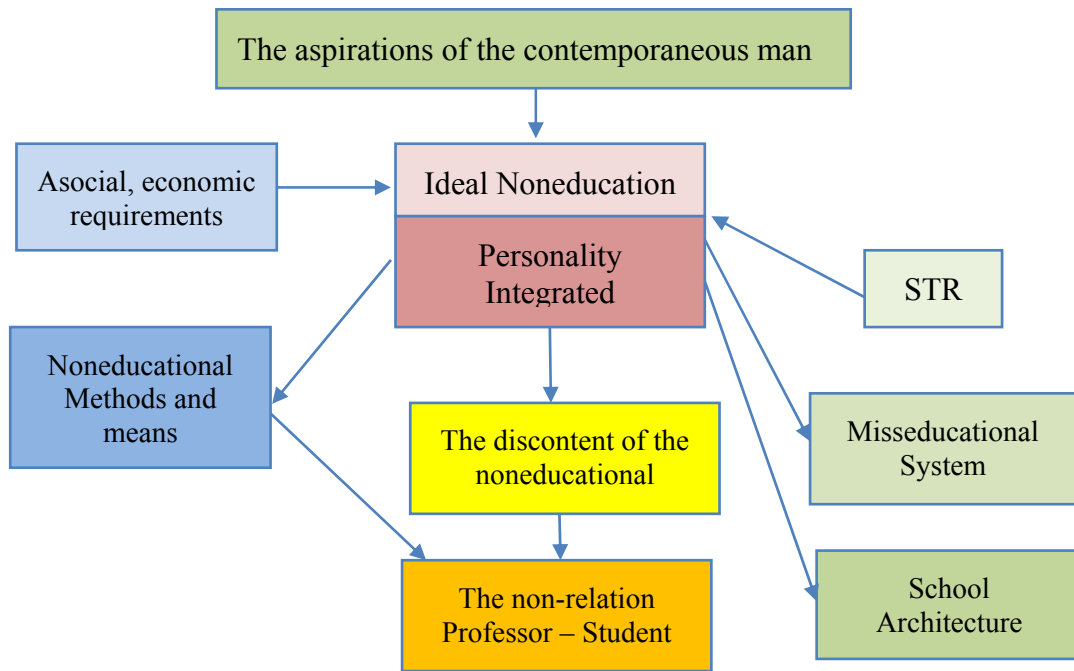 The aspirations of the contemporaneous man
Asocial, economic
requirements
Ideal Noneducation
Personality
Integrated
STR
Noneducational
Methods and
means
The discontent of the
noneducational
Misseducational
System
The non-relation
Professor – Student
School
Architecture